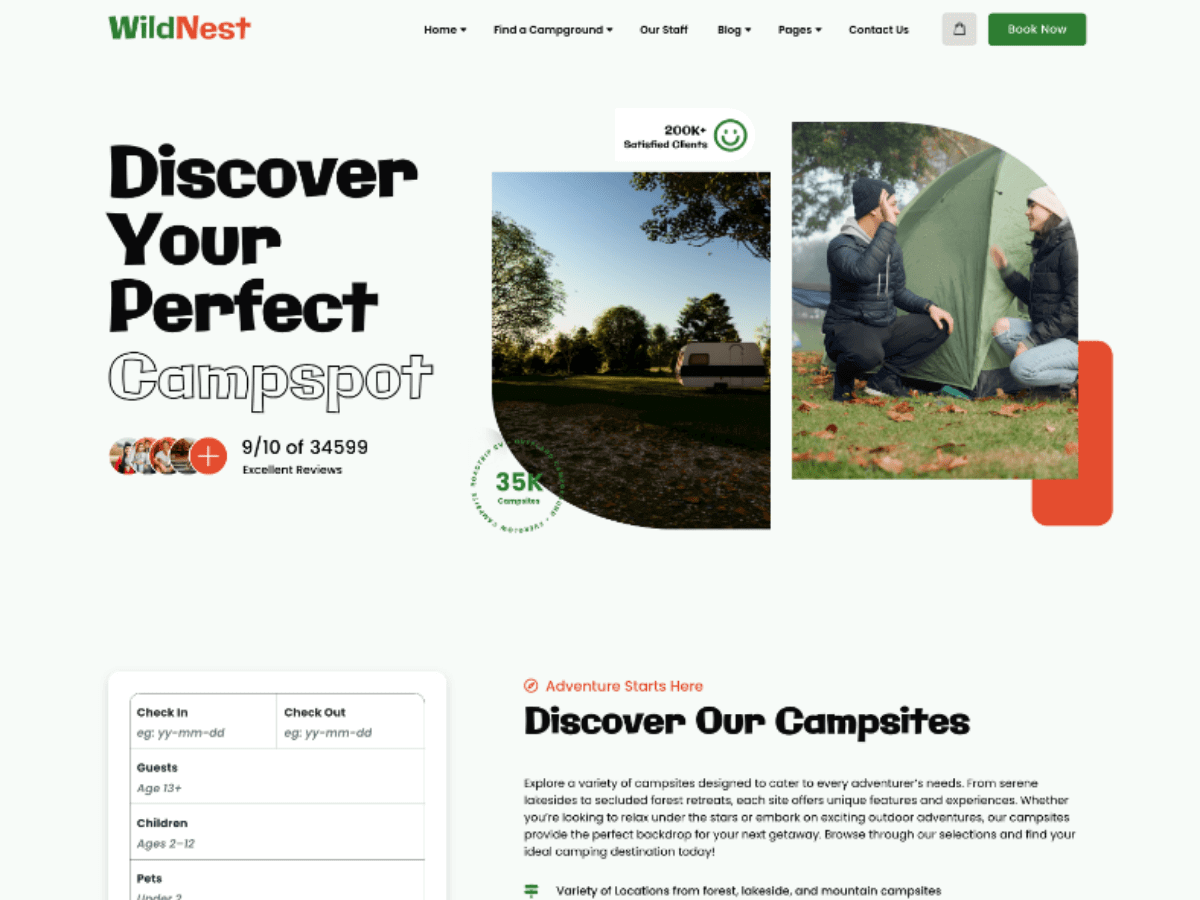 WildNest
Home
Find a Campground
Our Staff
Blog
Pages
Contact Us
Book Now
Discover
Your
Perfect
Campspot
9/10 of 34599
Excellent Reviews
200K+
Satisfied Clients
35K
Campsites
Check In
eg: yy-mm-dd
Check Out
eg: yy-mm-dd
Guests
Age 13+
Children
Ages 2–12
Pets
Under 2
Adventure Starts Here
Discover Our Campsites
Explore a variety of campsites designed to cater to every adventurer's needs. From serene
lakesides to secluded forest retreats, each site offers unique features and experiences. Whether
you're looking to relax under the stars or embark on exciting outdoor adventures, our campsites
provide the perfect backdrop for your next getaway. Browse through our selections and find your
ideal camping destination today!
Variety of Locations from forest, lakeside, and mountain campsites